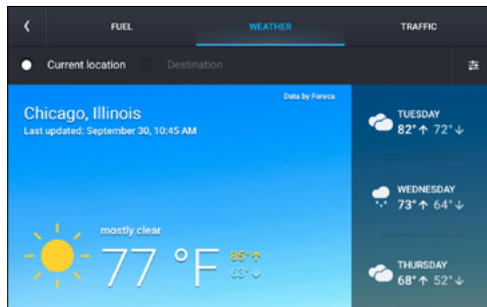 FUEL
WEATHER
TRAFFIC
Current location
Destination
Data by Foreca
Chicago, Illinois
Last updated: September 30, 10:45 AM
mostly clear
77 °F
85°↑
63°↓
TUESDAY
82°↑ 72°↓
WEDNESDAY
73°↑ 64°↓
THURSDAY
68°↑ 52°↓